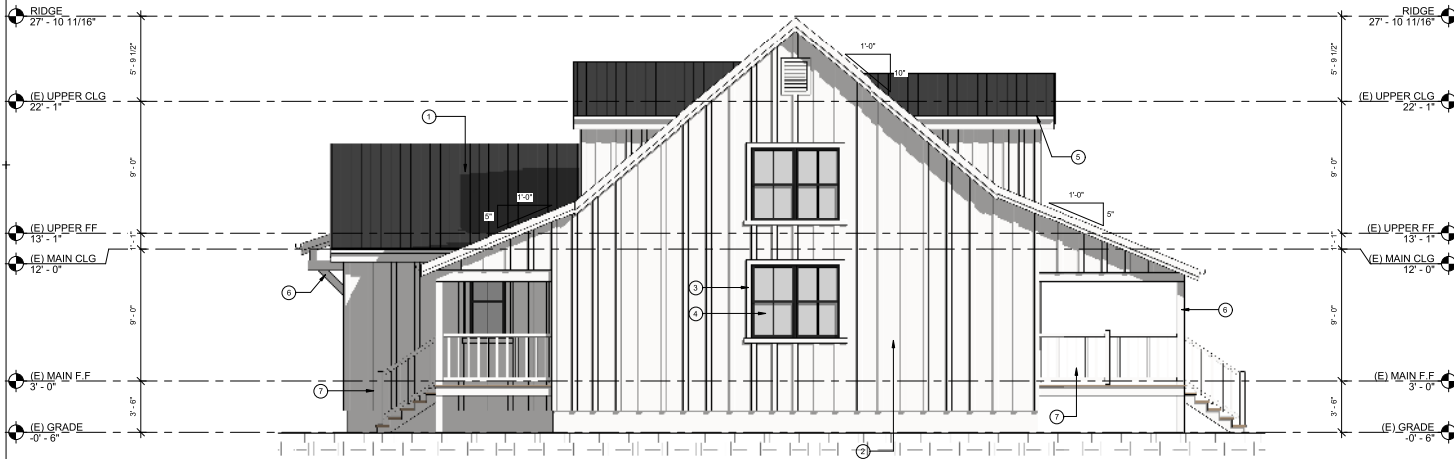 RIDGE
27' - 10 11/16"
RIDGE
27' - 10 11/16"
5' - 9 1/2"
1'-0"
10"
5' - 9 1/2"
(E) UPPER CLG
22' - 1"
(E) UPPER CLG
22' - 1"
1
5
9' - 0"
9' - 0"
1'-0"
5"
1'-0"
5"
(E) UPPER FF
13' - 1"
(E) UPPER FF
13' - 1"
1' - 1"
1' - 1"
(E) MAIN CLG
12' - 0"
(E) MAIN CLG
12' - 0"
6
3
4
6
9' - 0"
9' - 0"
(E) MAIN F.F
3' - 0"
(E) MAIN F.F
3' - 0"
7
7
3' - 6"
3' - 6"
(E) GRADE
-0' - 6"
(E) GRADE
-0' - 6"
2